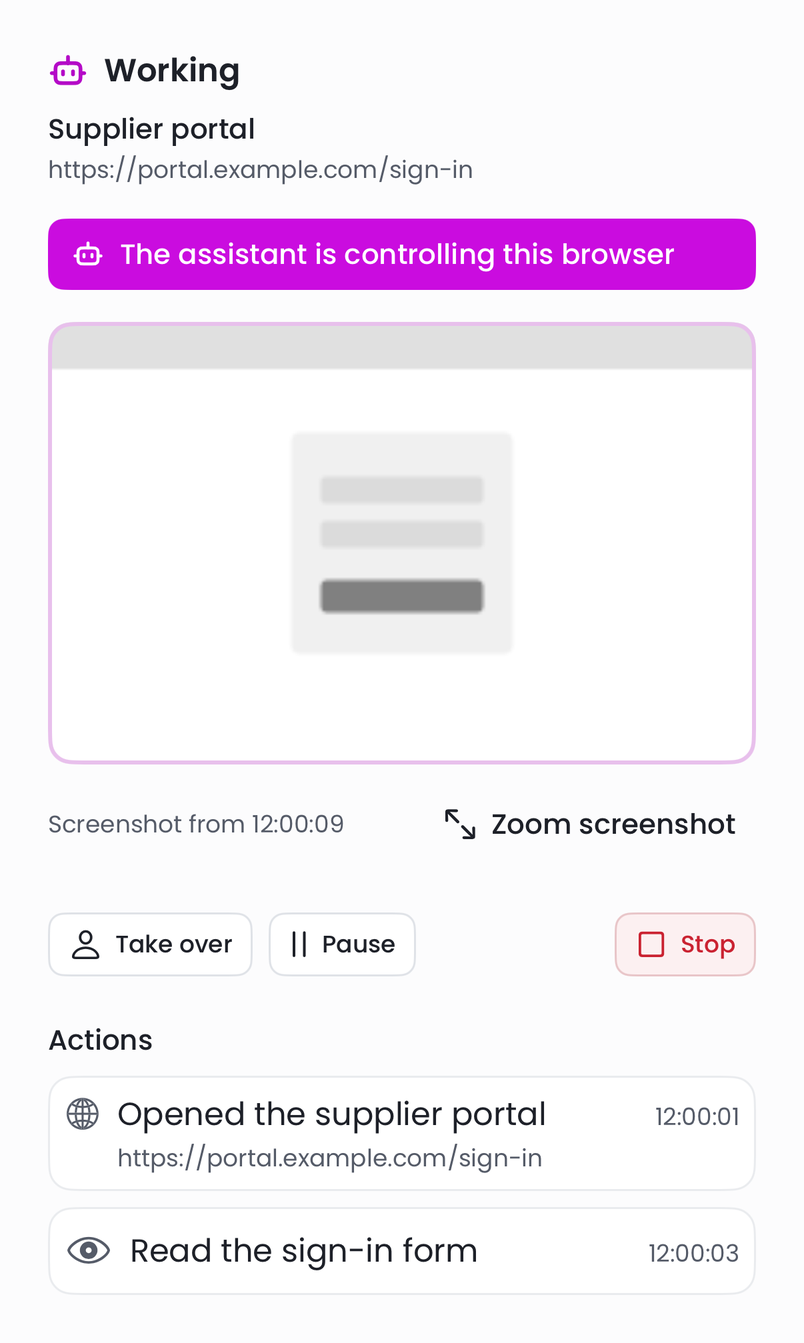 Working
Supplier portal
https://portal.example.com/sign-in
The assistant is controlling this browser
Screenshot from 12:00:09
Zoom screenshot
Take over
Pause
Stop
Actions
Opened the supplier portal
12:00:01
https://portal.example.com/sign-in
Read the sign-in form
12:00:03